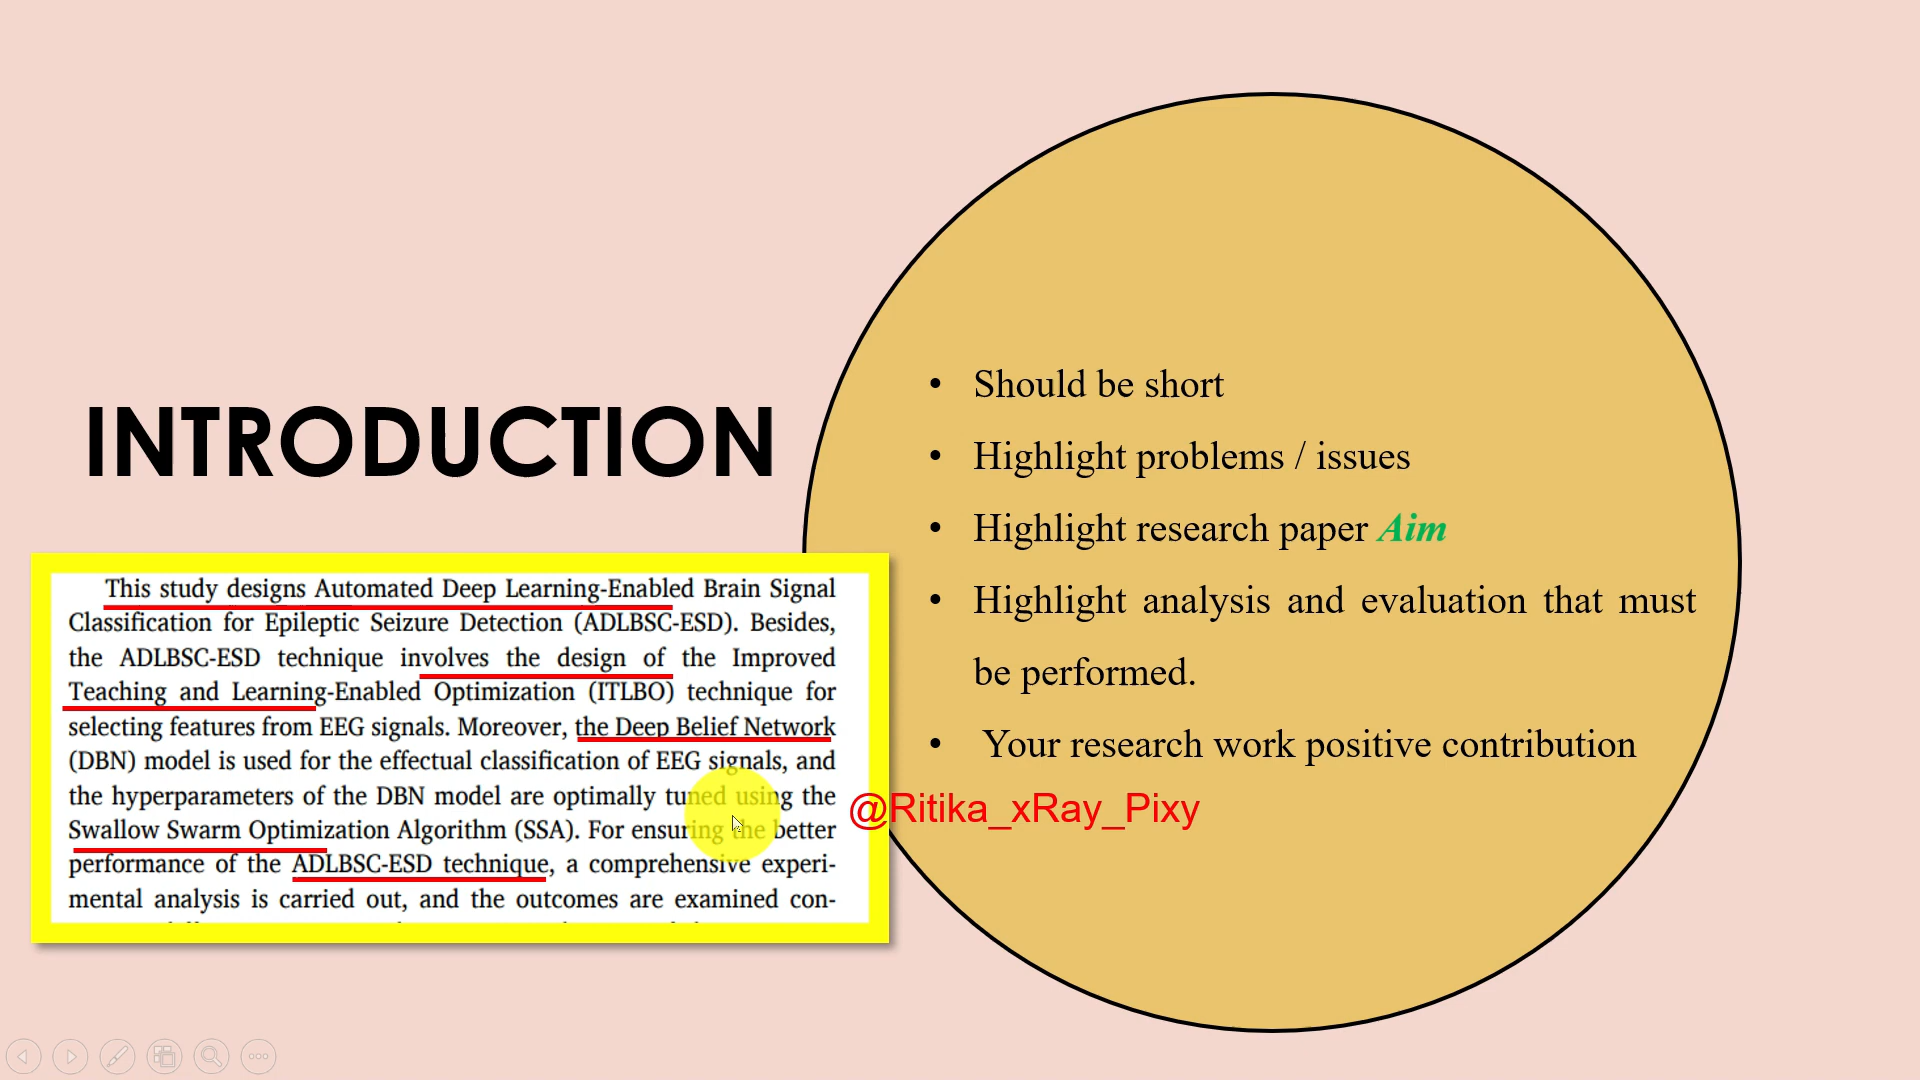 INTRODUCTION
This study designs Automated Deep Learning-Enabled Brain Signal
Classification for Epileptic Seizure Detection (ADLBSC-ESD). Besides,
the ADLBSC-ESD technique involves the design of the Improved
Teaching and Learning-Enabled Optimization (ITLBO) technique for
selecting features from EEG signals. Moreover, the Deep Belief Network
(DBN) model is used for the effectual classification of EEG signals, and
the hyperparameters of the DBN model are optimally tuned using the
Swallow Swarm Optimization Algorithm (SSA). For ensuring the better
performance of the ADLBSC-ESD technique, a comprehensive experi-
mental analysis is carried out, and the outcomes are examined con-
• Should be short
• Highlight problems / issues
• Highlight research paper Aim
• Highlight analysis and evaluation that must
be performed.
• Your research work positive contribution
@Ritika_xRay_Pixy